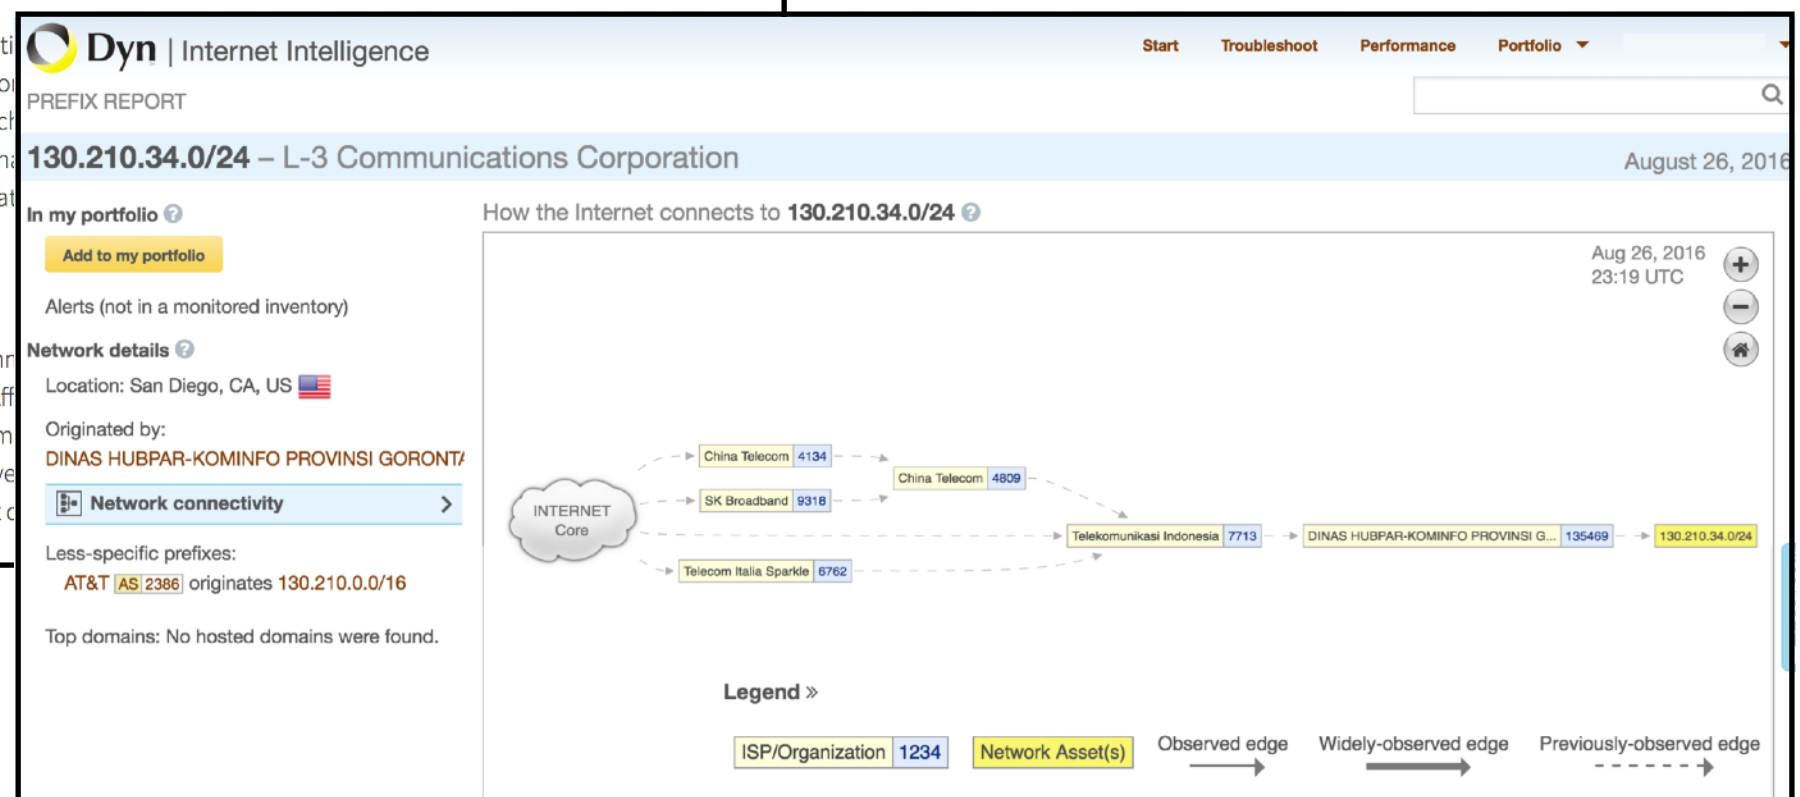 Dyn | Internet Intelligence
Start Troubleshoot Performance Portfolio
PREFIX REPORT
130.210.34.0/24 – L-3 Communications Corporation
August 26, 2016
In my portfolio ?
Add to my portfolio
Alerts (not in a monitored inventory)
Network details ?
Location: San Diego, CA, US
Originated by:
DINAS HUBPAR-KOMINFO PROVINSI GORONTA
Network connectivity
Less-specific prefixes:
AT&T AS 2386 originates 130.210.0.0/16
Top domains: No hosted domains were found.
How the Internet connects to 130.210.34.0/24 ?
Aug 26, 2016
23:19 UTC
China Telecom 4134
China Telecom 4809
SK Broadband 9318
INTERNET
Core
Telekomunikasi Indonesia 7713
DINAS HUBPAR-KOMINFO PROVINSI G... 135469
130.210.34.0/24
Telecom Italia Sparkle 6762
Legend »
ISP/Organization 1234
Network Asset(s)
Observed edge
Widely-observed edge
Previously-observed edge